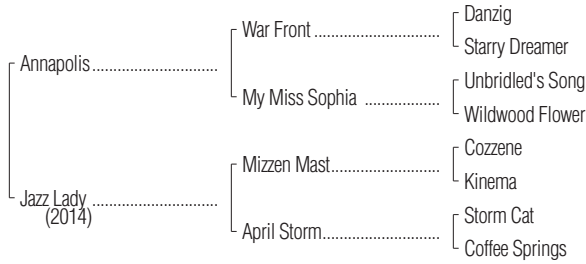 Danzig
War Front
Starry Dreamer
Annapolis
Unbridled's Song
My Miss Sophia
Wildwood Flower
Cozzene
Mizzen Mast
Kinema
Jazz Lady
(2014)
Storm Cat
April Storm
Coffee Springs